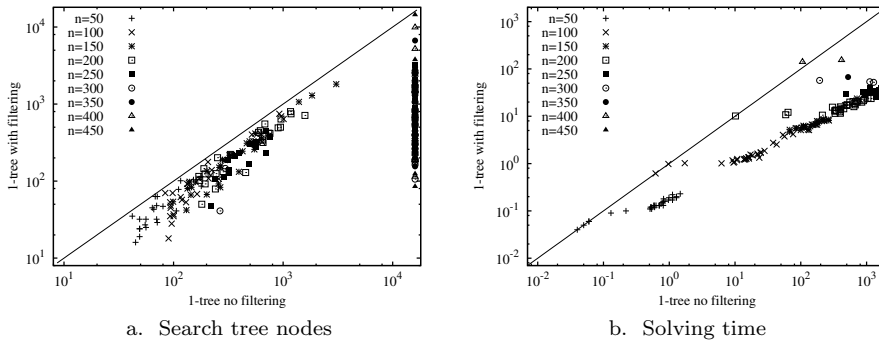 10^4
10^3
10^2
10^1
1-tree with filtering
n=50
n=100
n=150
n=200
n=250
n=300
n=350
n=400
n=450
10^1
10^2
10^3
10^4
1-tree no filtering
a. Search tree nodes
10^3
10^2
10^1
10^0
10^-1
10^-2
1-tree with filtering
n=50
n=100
n=150
n=200
n=250
n=300
n=350
n=400
n=450
10^-2
10^-1
10^0
10^1
10^2
10^3
1-tree no filtering
b. Solving time